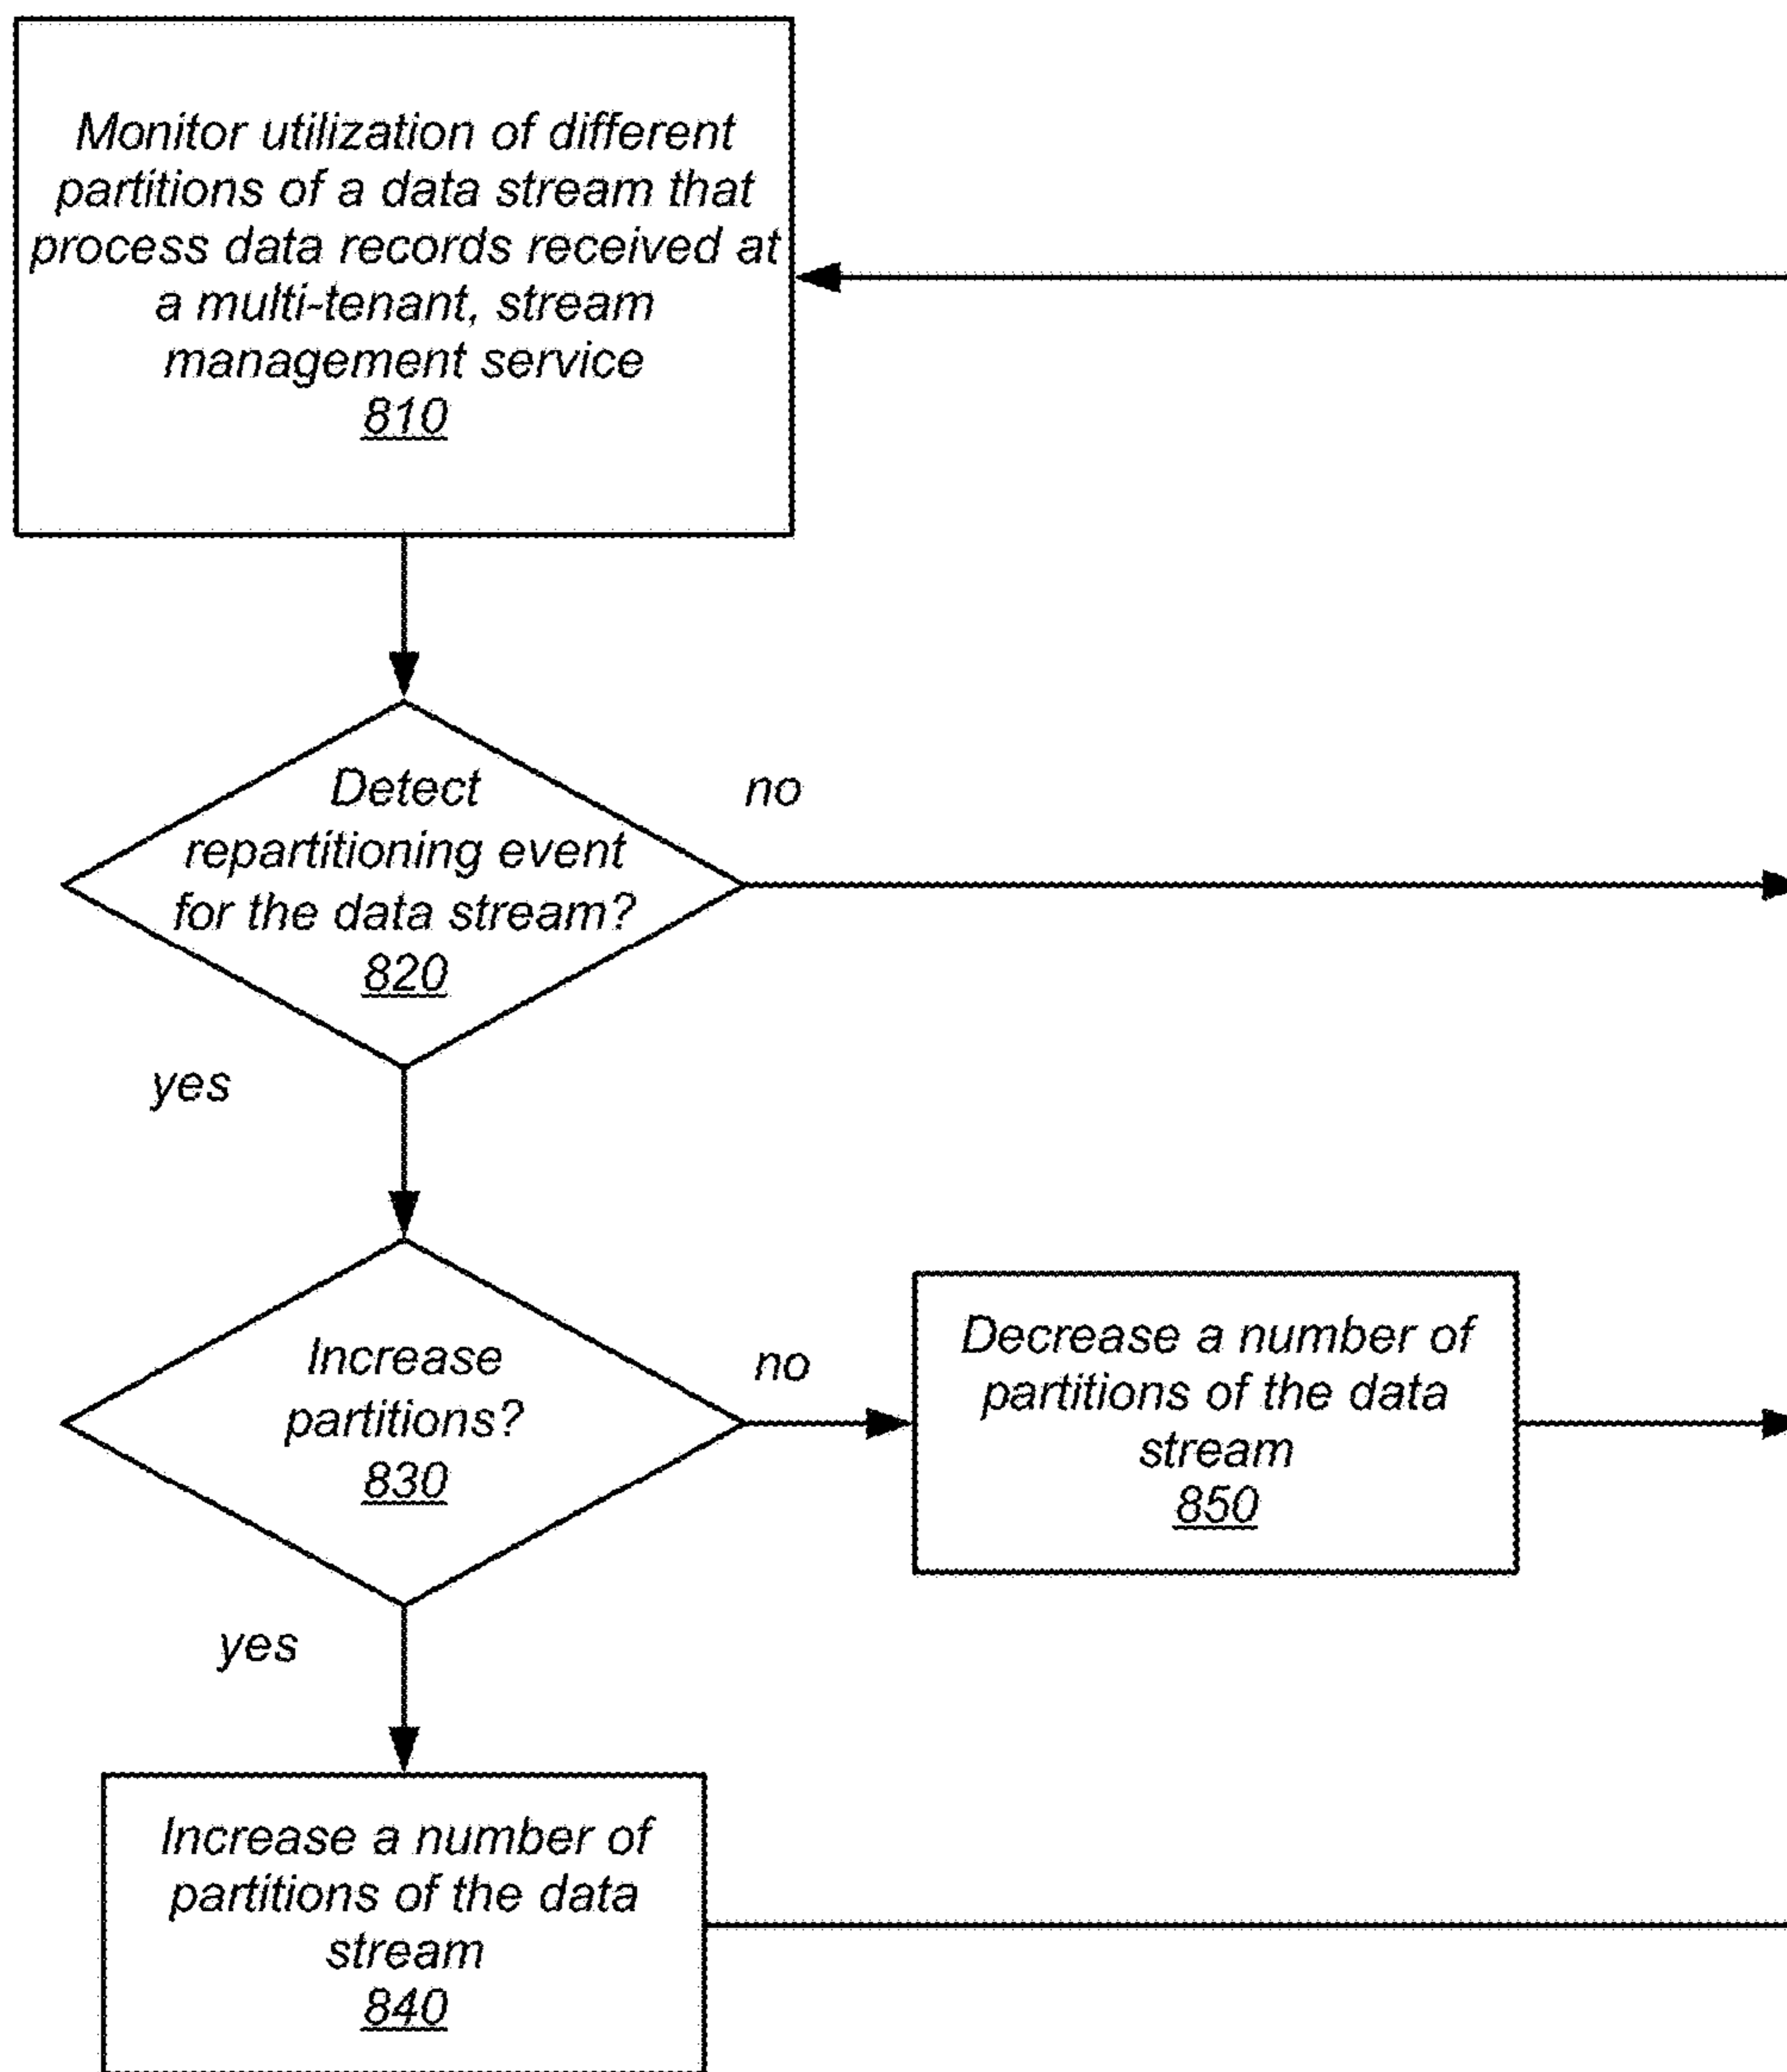 Monitor utilization of different
partitions of a data stream that
process data records received at
a multi-tenant, stream
management service
810
Detect
repartitioning event
for the data stream?
820
no
yes
Increase
partitions?
830
no
Decrease a number of
partitions of the data
stream
850
yes
Increase a number of
partitions of the data
stream
840